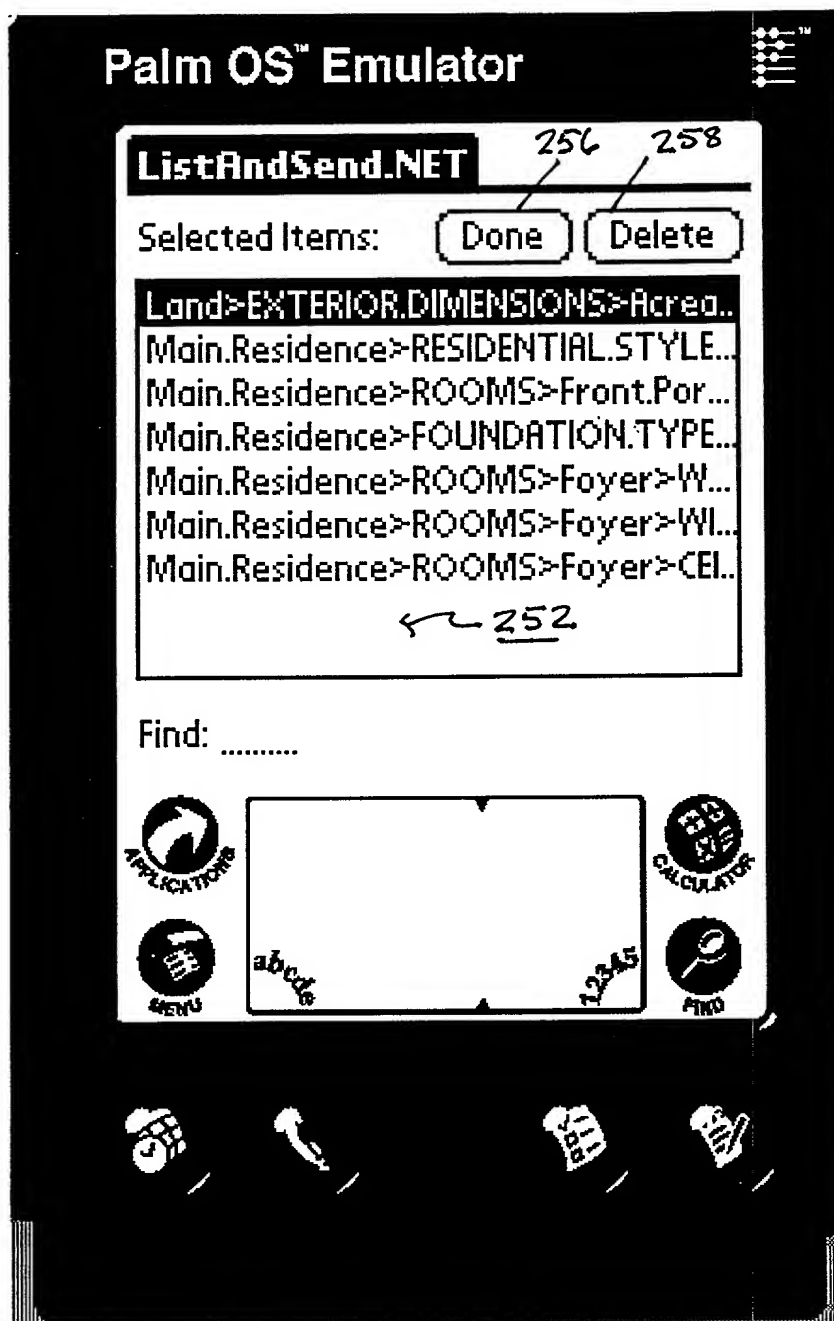 Palm OS™ Emulator
™
256 258
ListAndSend.NET
Selected Items: Done Delete
Land>EXTERIOR.DIMENSIONS>Acrea..
Main.Residence>RESIDENTIAL.STYLE...
Main.Residence>ROOMS>Front.Por...
Main.Residence>FOUNDATION.TYPE...
Main.Residence>ROOMS>Foyer>W...
Main.Residence>ROOMS>Foyer>WI...
Main.Residence>ROOMS>Foyer>CEI..
252
Find: .........
APPLICATIONS CALCULATOR
abcde 12345
MENU FIND